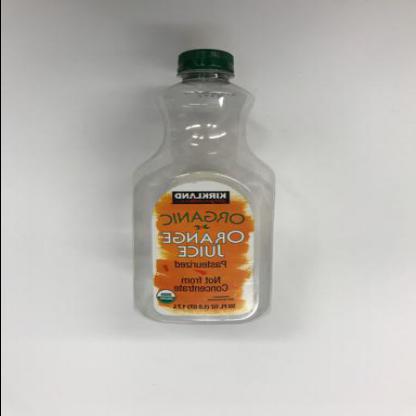 KIRKLAND
ORGANIC
ORANGE
JUICE
Pasteurized
Not from
Concentrate